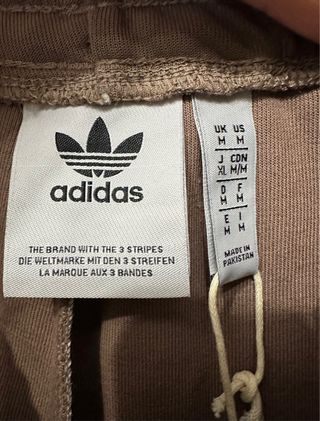 adidas
THE BRAND WITH THE 3 STRIPES
DIE WELTMARKE MIT DEN 3 STREIFEN
LA MARQUE AUX 3 BANDES
UK US
M M
J CDN
XL M/M
D F
M M
E I
M M
MADE IN
PAKISTAN